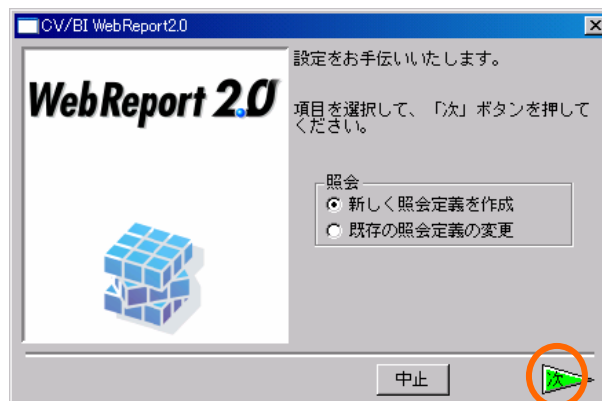 CV/BI WebReport2.0
設定をお手伝いいたします。
WebReport 2.0
項目を選択して、「次」ボタンを押して
ください。
照会
新しく照会定義を作成
既存の照会定義の変更
中止
次